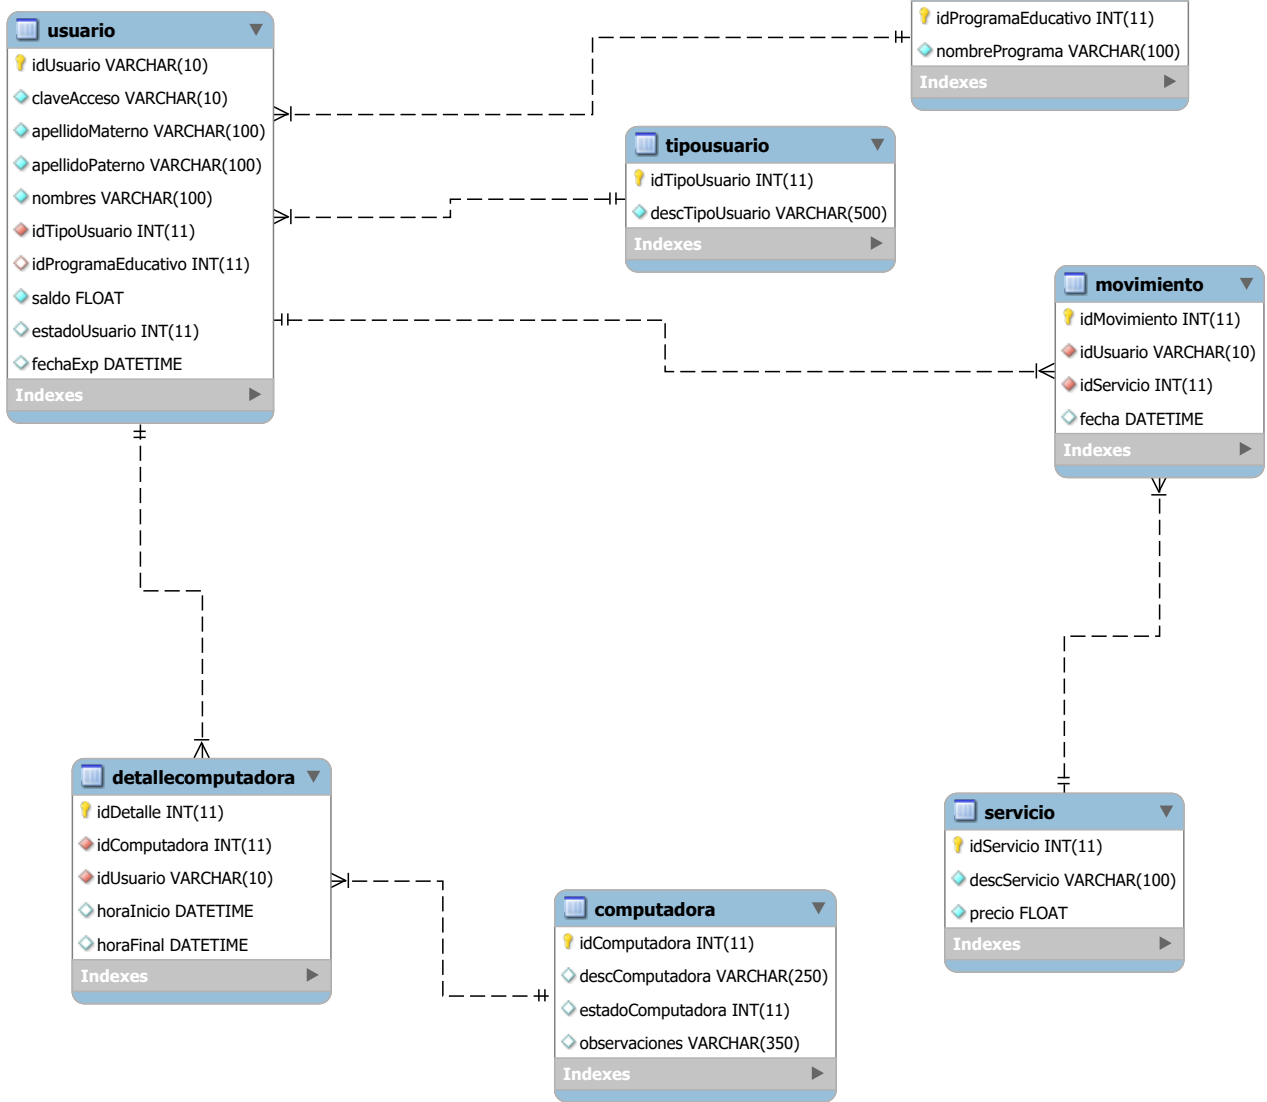 usuario
idUsuario VARCHAR(10)
claveAcceso VARCHAR(10)
apellidoMaterno VARCHAR(100)
apellidoPaterno VARCHAR(100)
nombres VARCHAR(100)
idTipoUsuario INT(11)
idProgramaEducativo INT(11)
saldo FLOAT
estadoUsuario INT(11)
fechaExp DATETIME
Indexes
idProgramaEducativo INT(11)
nombrePrograma VARCHAR(100)
Indexes
tipousuario
idTipoUsuario INT(11)
descTipoUsuario VARCHAR(500)
Indexes
movimiento
idMovimiento INT(11)
idUsuario VARCHAR(10)
idServicio INT(11)
fecha DATETIME
Indexes
detallecomputadora
idDetalle INT(11)
idComputadora INT(11)
idUsuario VARCHAR(10)
horaInicio DATETIME
horaFinal DATETIME
Indexes
computadora
idComputadora INT(11)
descComputadora VARCHAR(250)
estadoComputadora INT(11)
observaciones VARCHAR(350)
Indexes
servicio
idServicio INT(11)
descServicio VARCHAR(100)
precio FLOAT
Indexes